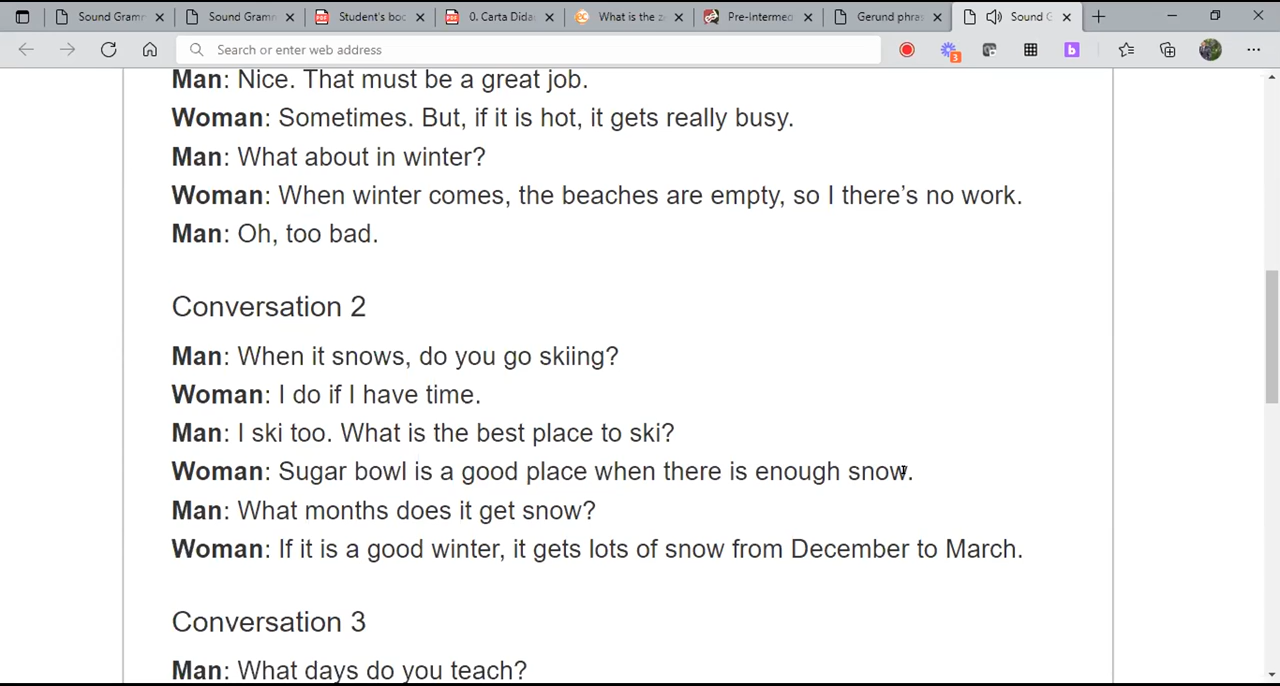 Sound Gramm
Sound Gramm
Student's boo
0. Carta Dida
What is the z
Pre-Intermed
Gerund phras
Sound G
Search or enter web address
3
b
Man: Nice. That must be a great job.
Woman: Sometimes. But, if it is hot, it gets really busy.
Man: What about in winter?
Woman: When winter comes, the beaches are empty, so I there’s no work.
Man: Oh, too bad.
Conversation 2
Man: When it snows, do you go skiing?
Woman: I do if I have time.
Man: I ski too. What is the best place to ski?
Woman: Sugar bowl is a good place when there is enough snow.
Man: What months does it get snow?
Woman: If it is a good winter, it gets lots of snow from December to March.
Conversation 3
Man: What days do you teach?